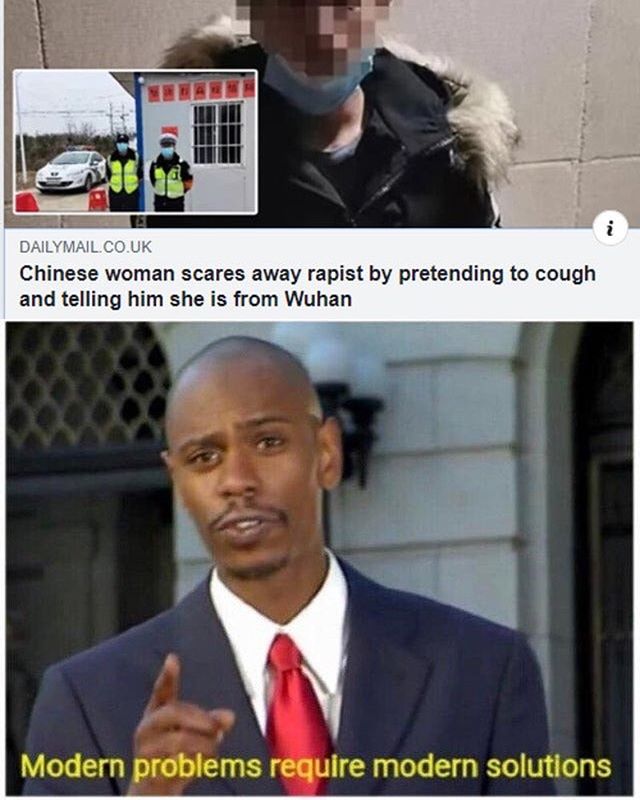 DAILYMAIL.CO.UK
Chinese woman scares away rapist by pretending to cough
and telling him she is from Wuhan
Modern problems require modern solutions